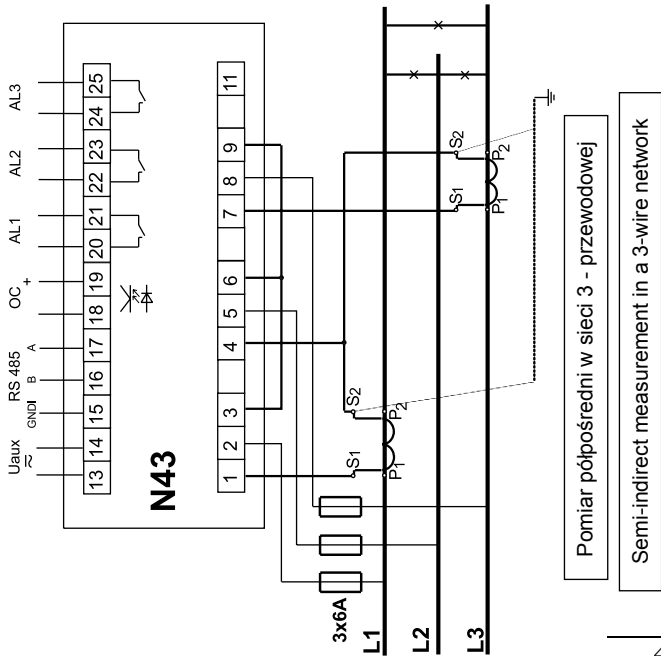 Uaux RS 485 OC AL1 AL2 AL3
≂ GND B A +
13 14 15 16 17 18 19 20 21 22 23 24 25
N43
1 2 3 4 5 6 7 8 9 11
3x6A
S1 S2 S1 S2
L1 P1 P2
L2
L3 P1 P2
Pomiar półpośredni w sieci 3 - przewodowej
Semi-indirect measurement in a 3-wire network